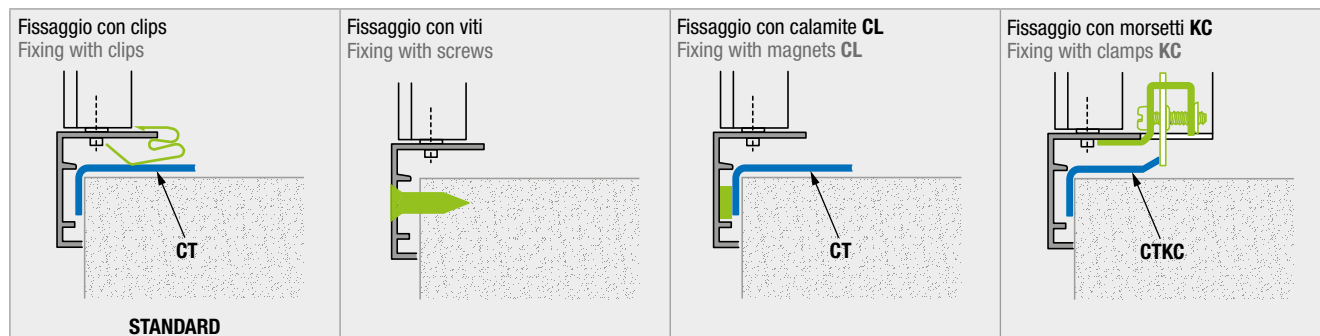 Fissaggio con clips
Fixing with clips
CT
STANDARD
Fissaggio con viti
Fixing with screws
Fissaggio con calamite CL
Fixing with magnets CL
CT
Fissaggio con morsetti KC
Fixing with clamps KC
CTKC